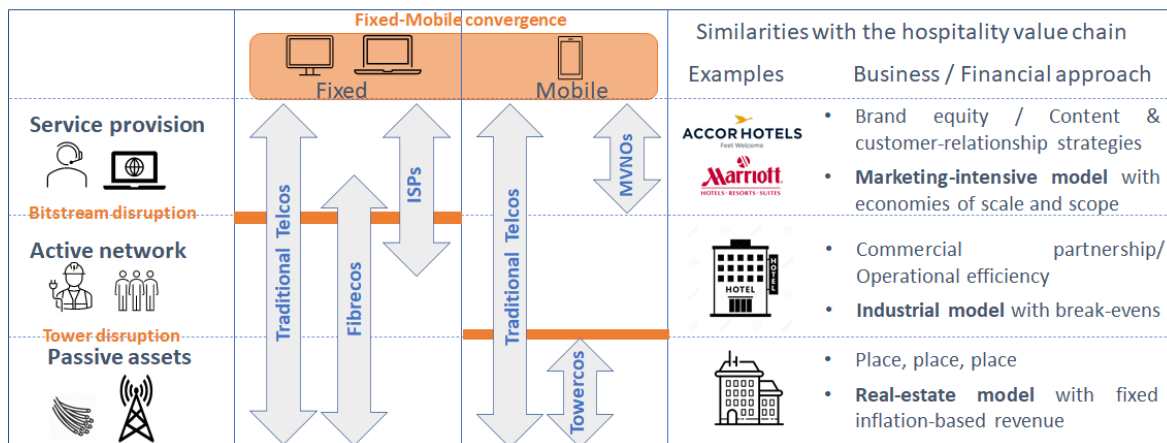 Fixed-Mobile convergence
Fixed
Mobile
Similarities with the hospitality value chain
Examples
Business / Financial approach
Service provision
Bitstream disruption
Active network
Tower disruption
Passive assets
Traditional Telcos
Fibrecos
ISPs
Traditional Telcos
MVNOs
Towercos
ACCOR HOTELS
Feel Welcome
Marriott
HOTELS · RESORTS · SUITES
• Brand equity / Content &
customer-relationship strategies
• Marketing-intensive model with
economies of scale and scope
HOTEL
HOTEL
• Commercial partnership/
Operational efficiency
• Industrial model with break-evens
• Place, place, place
• Real-estate model with fixed
inflation-based revenue